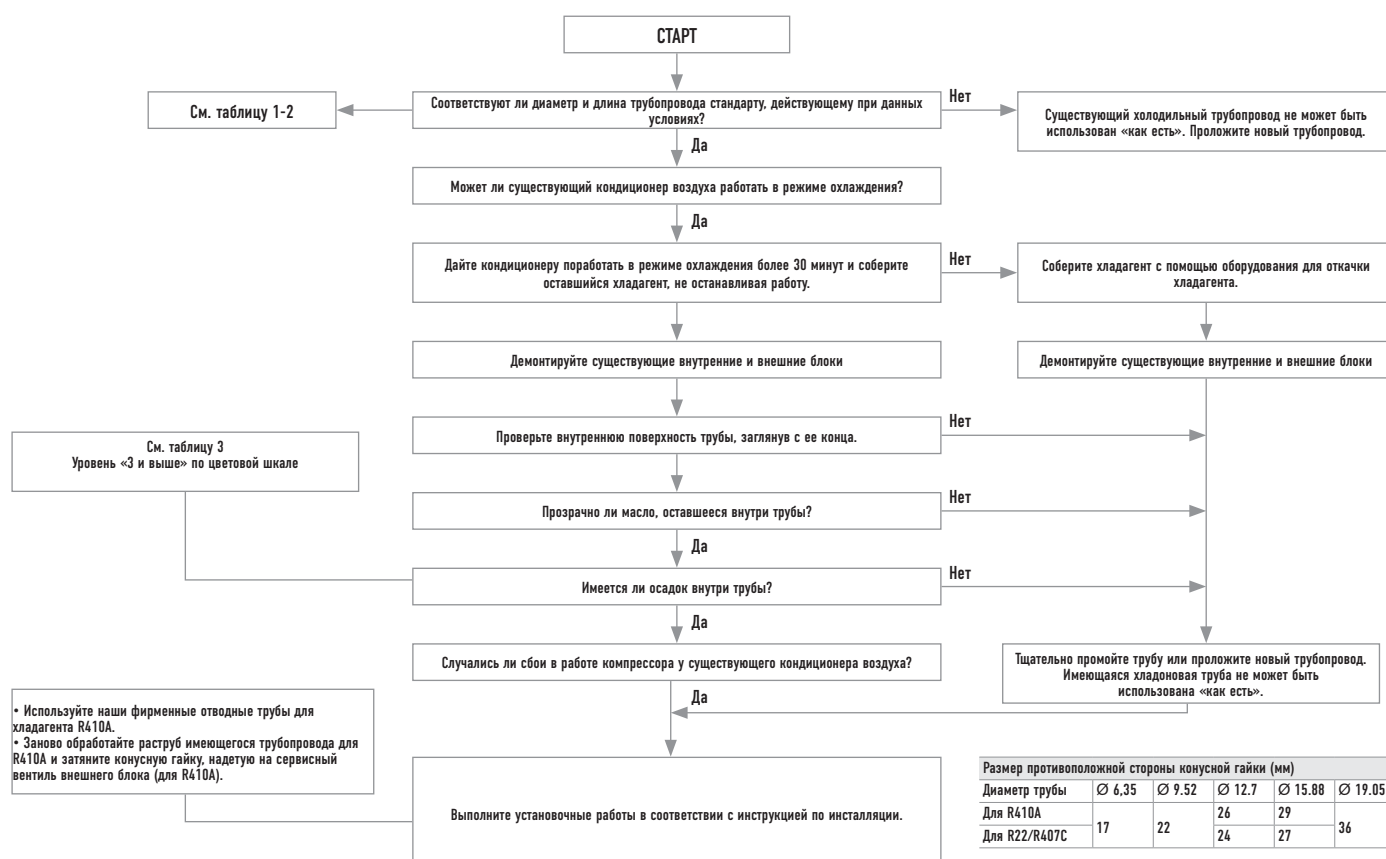 СТАРТ
См. таблицу 1-2
Соответствуют ли диаметр и длина трубопровода стандарту, действующему при данных
условиях?
Нет
Существующий холодильный трубопровод не может быть
использован «как есть». Проложите новый трубопровод.
Да
Может ли существующий кондиционер воздуха работать в режиме охлаждения?
Да
Дайте кондиционеру поработать в режиме охлаждения более 30 минут и соберите
оставшийся хладагент, не останавливая работу.
Нет
Соберите хладагент с помощью оборудования для откачки
хладагента.
Демонтируйте существующие внутренние и внешние блоки
Демонтируйте существующие внутренние и внешние блоки
См. таблицу 3
Уровень «3 и выше» по цветовой шкале
Проверьте внутреннюю поверхность трубы, заглянув с ее конца.
Нет
Прозрачно ли масло, оставшееся внутри трубы?
Нет
Да
Имеется ли осадок внутри трубы?
Нет
Да
Случались ли сбои в работе компрессора у существующего кондиционера воздуха?
Тщательно промойте трубу или проложите новый трубопровод.
Имеющаяся хладоновая труба не может быть
использована «как есть».
Да
• Используйте наши фирменные отводные трубы для
хладагента R410A.
• Заново обработайте раструб имеющегося трубопровода для
R410A и затяните конусную гайку, надетую на сервисный
вентиль внешнего блока (для R410A).
Выполните установочные работы в соответствии с инструкцией по инсталляции.
Размер противоположной стороны конусной гайки (мм)
Диаметр трубы Ø 6,35 Ø 9.52 Ø 12.7 Ø 15.88 Ø 19.05
Для R410A 17 22 26 29 36
Для R22/R407C 24 27